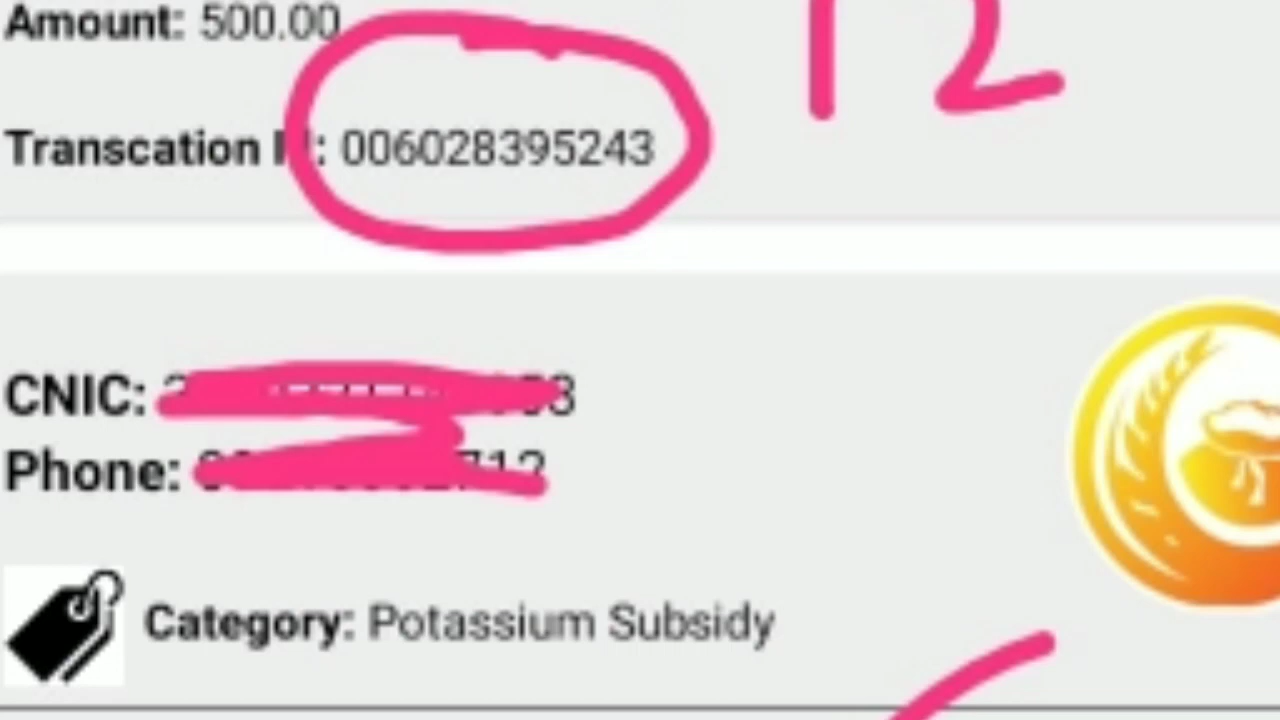 Amount: 500.00
12
Transcation : 006028395243
CNIC:
Phone:
Category: Potassium Subsidy